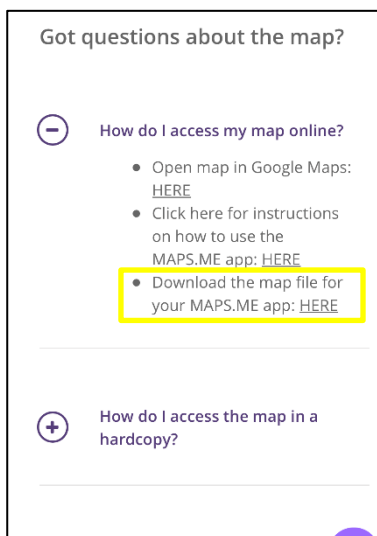 Got questions about the map?
How do I access my map online?
Open map in Google Maps:
HERE
Click here for instructions
on how to use the
MAPS.ME app: HERE
Download the map file for
your MAPS.ME app: HERE
How do I access the map in a
hardcopy?